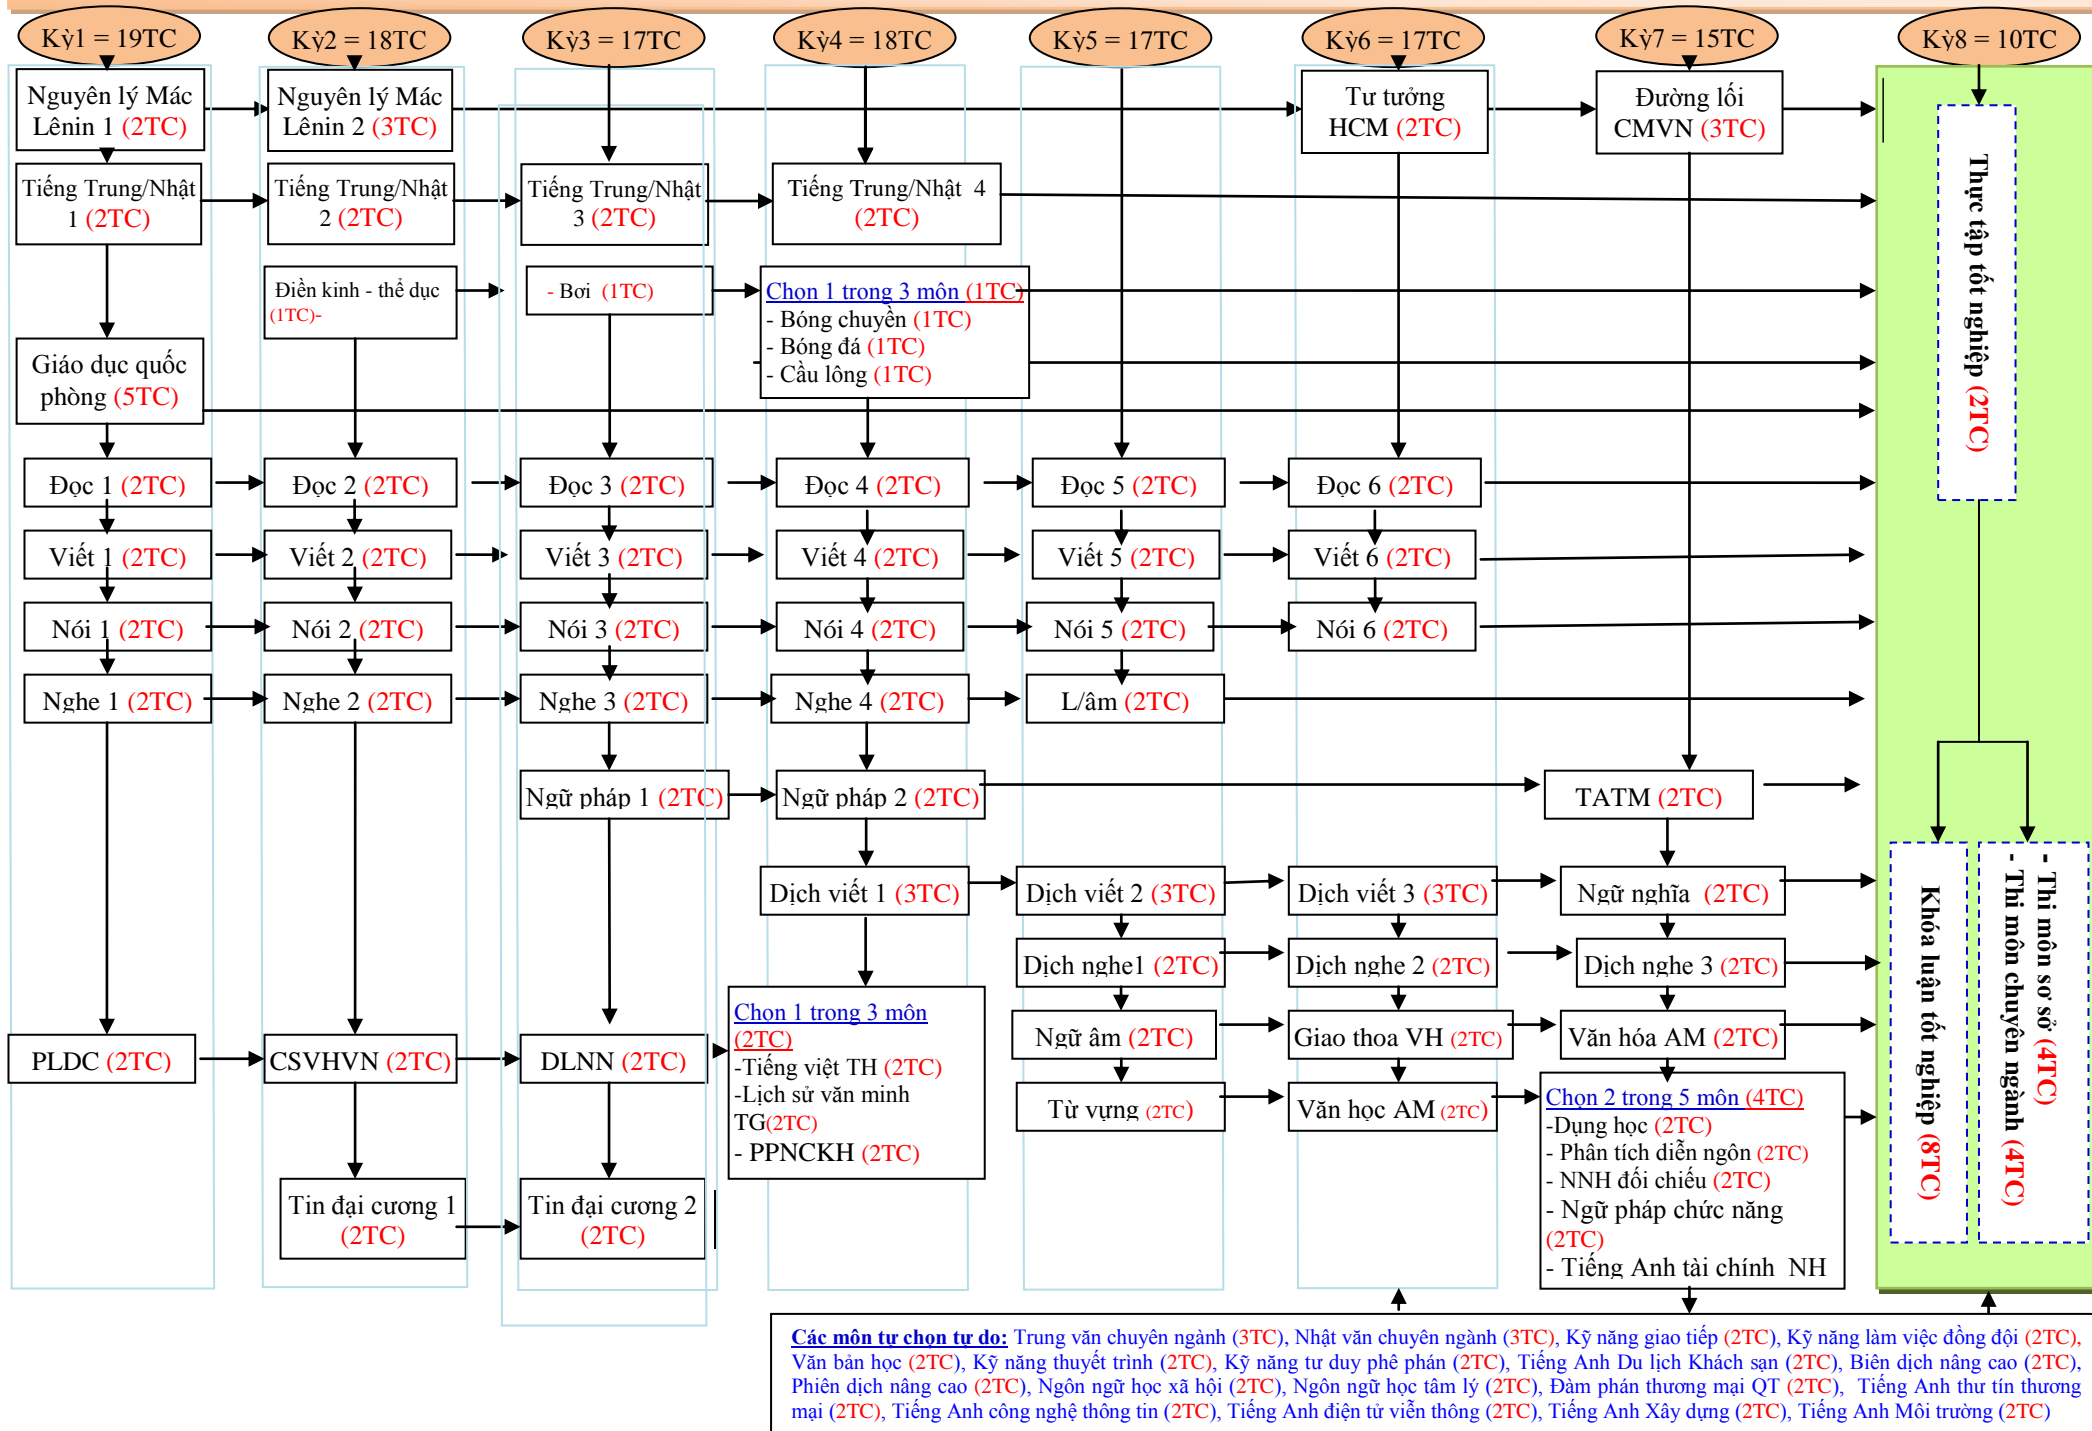 Kỳ1 = 19TC
Kỳ2 = 18TC
Kỳ3 = 17TC
Kỳ4 = 18TC
Kỳ5 = 17TC
Kỳ6 = 17TC
Kỳ7 = 15TC
Kỳ8 = 10TC
Nguyên lý Mác
Lênin 1 (2TC)
Nguyên lý Mác
Lênin 2 (3TC)
Tư tưởng
HCM (2TC)
Đường lối
CMVN (3TC)
Tiếng Trung/Nhật
1 (2TC)
Tiếng Trung/Nhật
2 (2TC)
Tiếng Trung/Nhật
3 (2TC)
Tiếng Trung/Nhật 4
(2TC)
Điền kinh - thể dục
(1TC)-
- Bơi (1TC)
Chọn 1 trong 3 môn (1TC)
- Bóng chuyền (1TC)
- Bóng đá (1TC)
- Cầu lông (1TC)
Giáo dục quốc
phòng (5TC)
Đọc 1 (2TC)
Đọc 2 (2TC)
Đọc 3 (2TC)
Đọc 4 (2TC)
Đọc 5 (2TC)
Đọc 6 (2TC)
Viết 1 (2TC)
Viết 2 (2TC)
Viết 3 (2TC)
Viết 4 (2TC)
Viết 5 (2TC)
Viết 6 (2TC)
Nói 1 (2TC)
Nói 2 (2TC)
Nói 3 (2TC)
Nói 4 (2TC)
Nói 5 (2TC)
Nói 6 (2TC)
Nghe 1 (2TC)
Nghe 2 (2TC)
Nghe 3 (2TC)
Nghe 4 (2TC)
L/âm (2TC)
Ngữ pháp 1 (2TC)
Ngữ pháp 2 (2TC)
TATM (2TC)
Dịch viết 1 (3TC)
Dịch viết 2 (3TC)
Dịch viết 3 (3TC)
Ngữ nghĩa (2TC)
Dịch nghe1 (2TC)
Dịch nghe 2 (2TC)
Dịch nghe 3 (2TC)
PLDC (2TC)
CSVHVN (2TC)
DLNN (2TC)
Chọn 1 trong 3 môn
(2TC)
-Tiếng việt TH (2TC)
-Lịch sử văn minh
TG(2TC)
- PPNCKH (2TC)
Ngữ âm (2TC)
Giao thoa VH (2TC)
Văn hóa AM (2TC)
Từ vựng (2TC)
Văn học AM (2TC)
Chọn 2 trong 5 môn (4TC)
-Dụng học (2TC)
- Phân tích diễn ngôn (2TC)
- NNH đối chiếu (2TC)
- Ngữ pháp chức năng
(2TC)
- Tiếng Anh tài chính NH
Tin đại cương 1
(2TC)
Tin đại cương 2
(2TC)
Thực tập tốt nghiệp (2TC)
Khóa luận tốt nghiệp (8TC)
- Thi môn sơ sở (4TC)
- Thi môn chuyên ngành (4TC)
Các môn tự chọn tự do: Trung văn chuyên ngành (3TC), Nhật văn chuyên ngành (3TC), Kỹ năng giao tiếp (2TC), Kỹ năng làm việc đồng đội (2TC),
Văn bản học (2TC), Kỹ năng thuyết trình (2TC), Kỹ năng tư duy phê phán (2TC), Tiếng Anh Du lịch Khách sạn (2TC), Biên dịch nâng cao (2TC),
Phiên dịch nâng cao (2TC), Ngôn ngữ học xã hội (2TC), Ngôn ngữ học tâm lý (2TC), Đàm phán thương mại QT (2TC), Tiếng Anh thư tín thương
mại (2TC), Tiếng Anh công nghệ thông tin (2TC), Tiếng Anh điện tử viễn thông (2TC), Tiếng Anh Xây dựng (2TC), Tiếng Anh Môi trường (2TC)